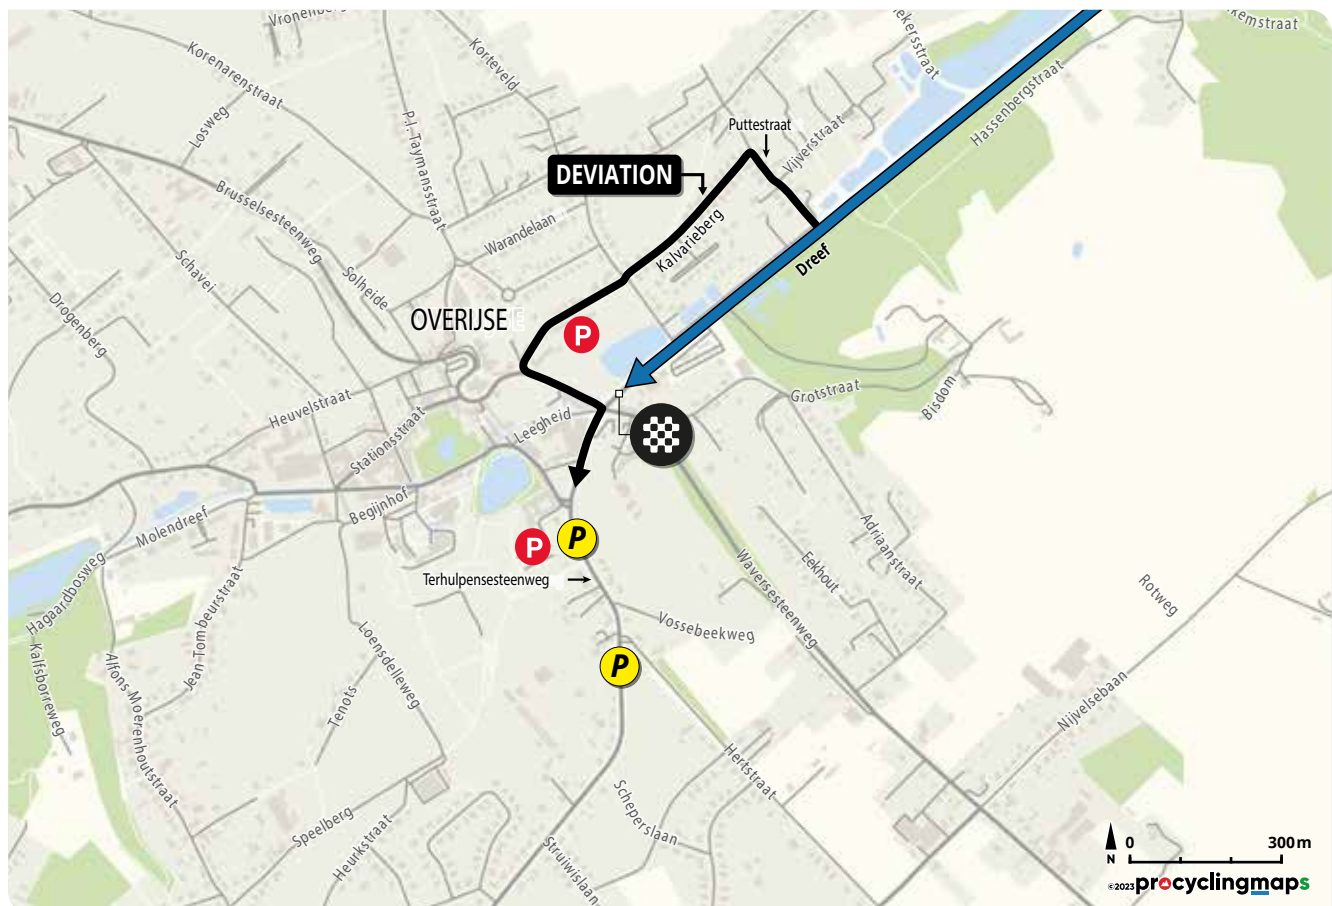 Vronenberg
Korenarenstraat
Korteveld
P.I. Taymansstraat
Losweg
Brusselsesteenweg
Puttestraat
Vijverstraat
Hassenbergstraat
DEVIATION
Kalvarieberg
Warandelaan
Schavei
Solheide
Drogenberg
Dreef
OVERIJSE
P
Heuvelstraat
Stationsstraat
Leegheid
Grotstraat
Bisdom
Begijnhof
Molendreef
Hagaardbosweg
Kalfsborreweg
Jean Tombeurstraat
Alfons Moerenhoutstraat
P
P
Terhulpensesteenweg
Adriaanstraat
Eekhout
Waversesteenweg
Vossebeekweg
Rotweg
Loensdelleweg
Tenots
P
Nijvelsebaan
Hertstraat
Scheperslaan
Speelberg
Heurkstraat
Struiwislaan
N
0 300m
©2023 procyclingmaps